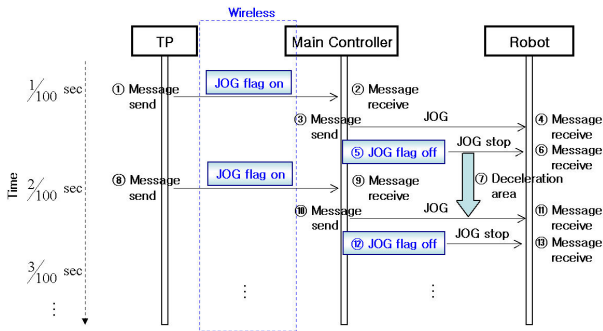 Wireless
TP
Main Controller
Robot
1/100 sec
① Message
send
JOG flag on
② Message
receive
③ Message
send
JOG
④ Message
receive
⑤ JOG flag off
JOG stop
⑥ Message
receive
⑦ Deceleration
area
Time
2/100 sec
⑧ Message
send
JOG flag on
⑨ Message
receive
⑩ Message
send
JOG
⑪ Message
receive
⑫ JOG flag off
JOG stop
⑬ Message
receive
3/100 sec
⋮
⋮
⋮